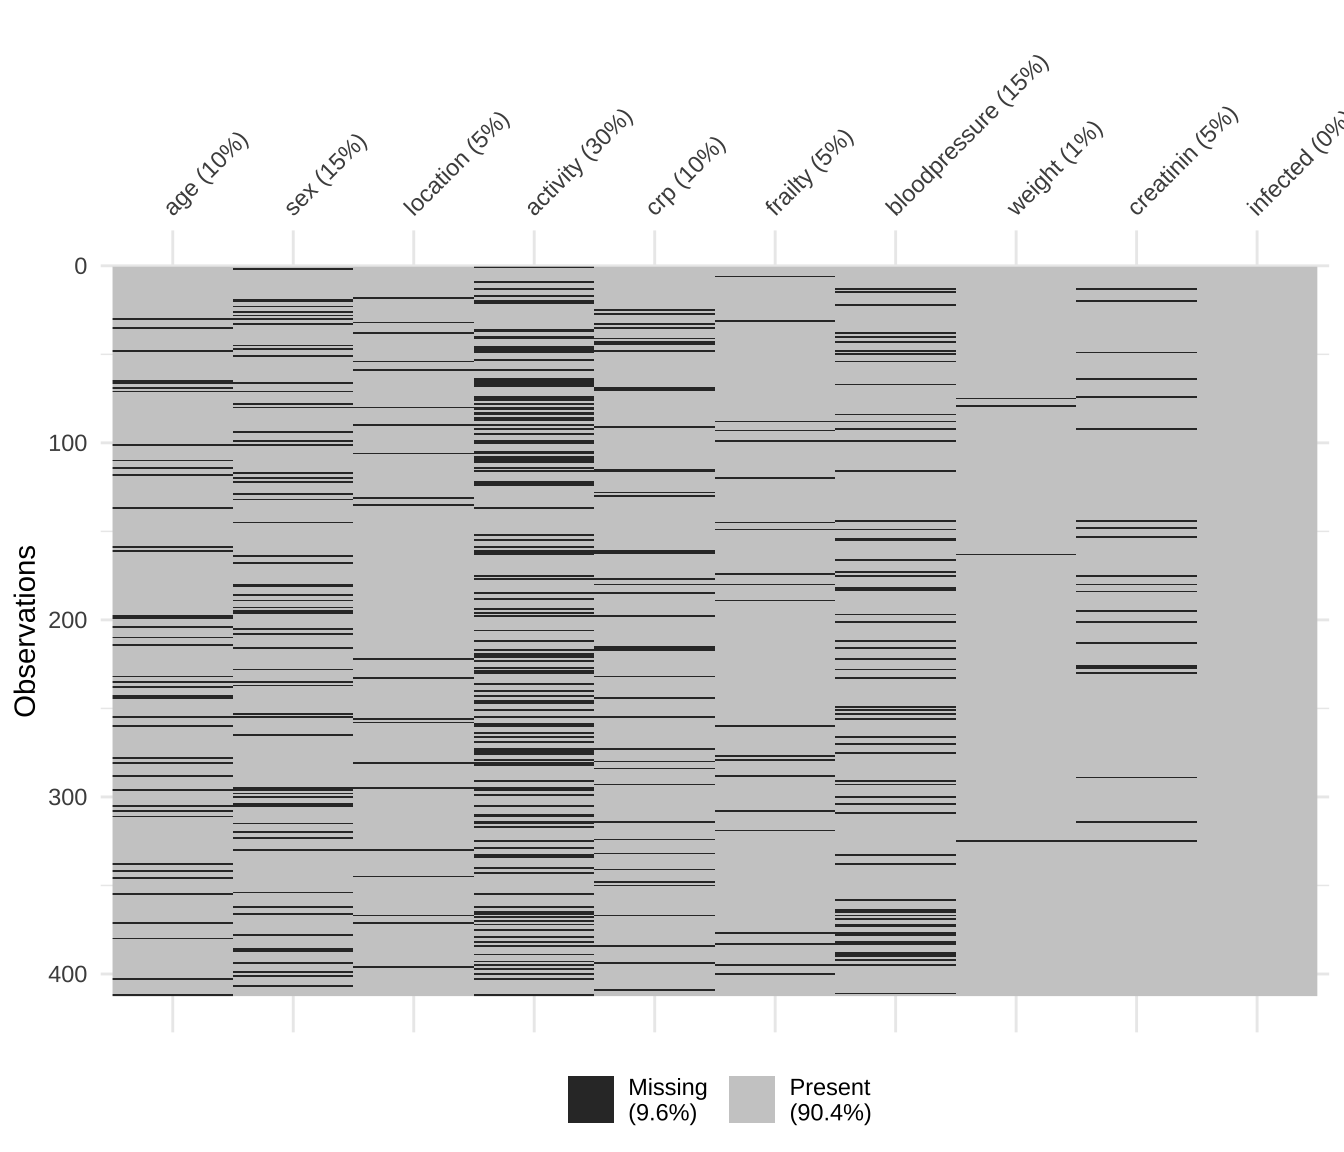 age (10%)
sex (15%)
location (5%)
activity (30%)
crp (10%)
frailty (5%)
bloodpressure (15%)
weight (1%)
creatinin (5%)
infected (0%
0
100
200
300
400
Observations
Missing
(9.6%)
Present
(90.4%)